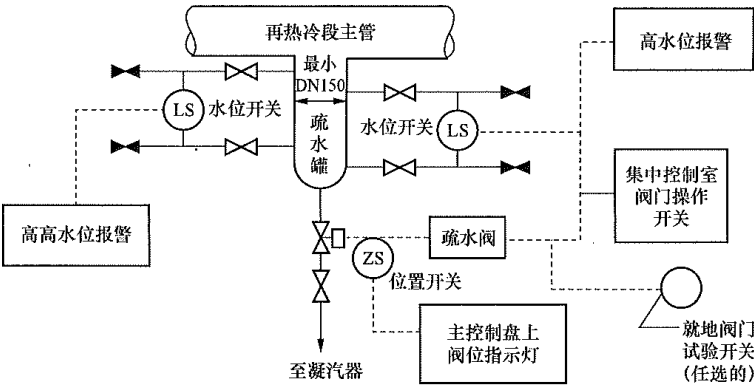 再热冷段主管
高水位报警
最小
DN150
LS
水位开关
疏
水
罐
水位开关
LS
集中控制室
阀门操作
开关
高高水位报警
疏水阀
ZS
位置开关
主控制盘上
阀位指示灯
就地阀门
试验开关
(任选的)
至凝汽器